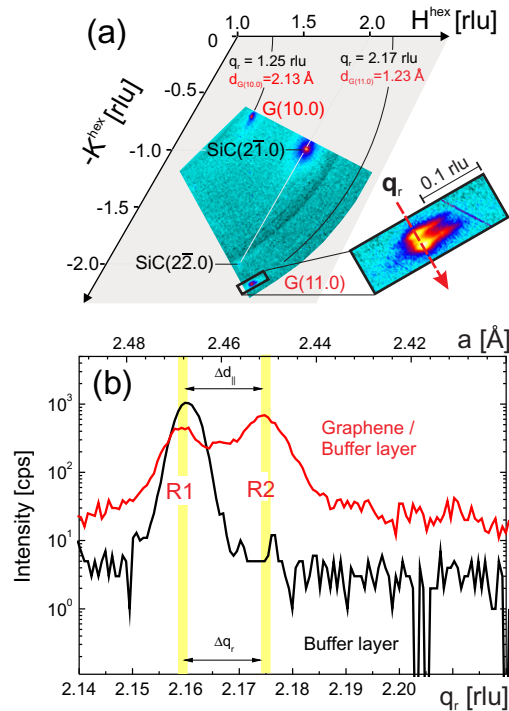 (a)
H^hex [rlu]
1.0
1.5
2.0
0
-0.5
-1.0
-1.5
-2.0
-K^hex [rlu]
q_r = 1.25 rlu
d_G(10.0)=2.13 Å
q_r = 2.17 rlu
d_G(11.0)=1.23 Å
G(10.0)
SiC(21̄.0)
SiC(22̄.0)
G(11.0)
0.1 rlu
q_r
2.48
2.46
2.44
2.42
a [Å]
(b)
Δd_∥
Graphene /
Buffer layer
R1
R2
Δq_r
Buffer layer
Intensity [cps]
10^3
10^2
10^1
10^0
2.14
2.15
2.16
2.17
2.18
2.19
2.20
q_r [rlu]